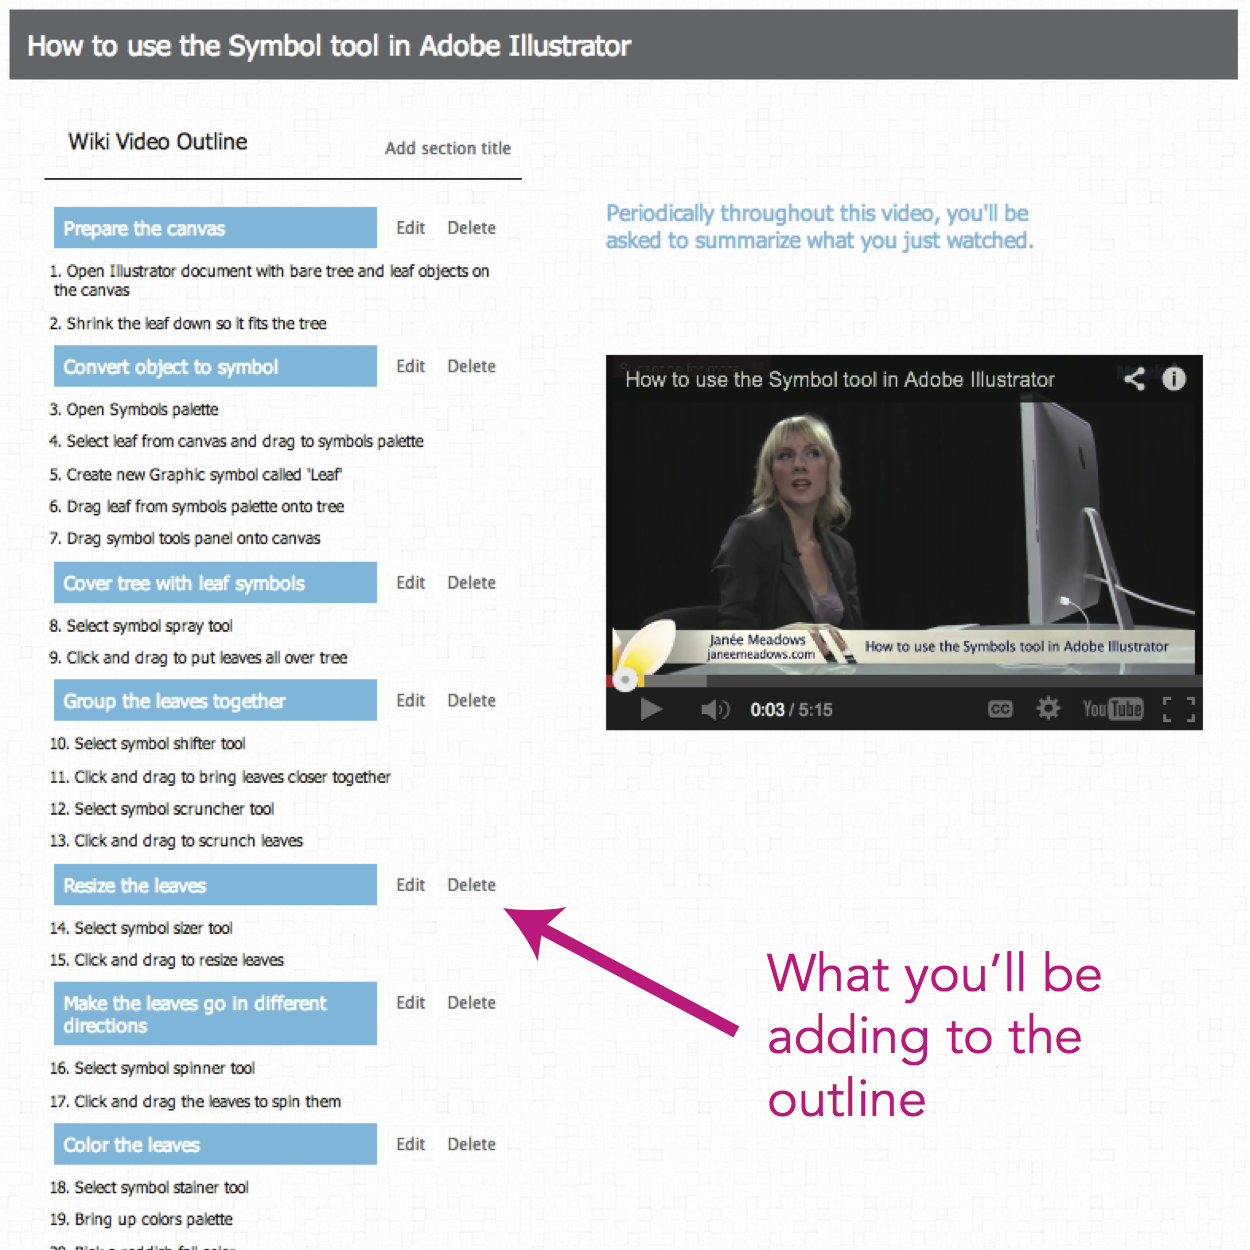 How to use the Symbol tool in Adobe Illustrator
Wiki Video Outline
Add section title
Prepare the canvas
Edit
Delete
1. Open Illustrator document with bare tree and leaf objects on
the canvas
2. Shrink the leaf down so it fits the tree
Convert object to symbol
Edit
Delete
3. Open Symbols palette
4. Select leaf from canvas and drag to symbols palette
5. Create new Graphic symbol called 'Leaf'
6. Drag leaf from symbols palette onto tree
7. Drag symbol tools panel onto canvas
Cover tree with leaf symbols
Edit
Delete
8. Select symbol spray tool
9. Click and drag to put leaves all over tree
Group the leaves together
Edit
Delete
10. Select symbol shifter tool
11. Click and drag to bring leaves closer together
12. Select symbol scruncher tool
13. Click and drag to scrunch leaves
Resize the leaves
Edit
Delete
14. Select symbol sizer tool
15. Click and drag to resize leaves
Make the leaves go in different
directions
Edit
Delete
16. Select symbol spinner tool
17. Click and drag the leaves to spin them
Color the leaves
Edit
Delete
18. Select symbol stainer tool
19. Bring up colors palette
Periodically throughout this video, you'll be
asked to summarize what you just watched.
How to use the Symbol tool in Adobe Illustrator
Janée Meadows
janeemeadows.com
How to use the Symbols tool in Adobe Illustrator
0:03 / 5:15
CC
YouTube
What you’ll be
adding to the
outline